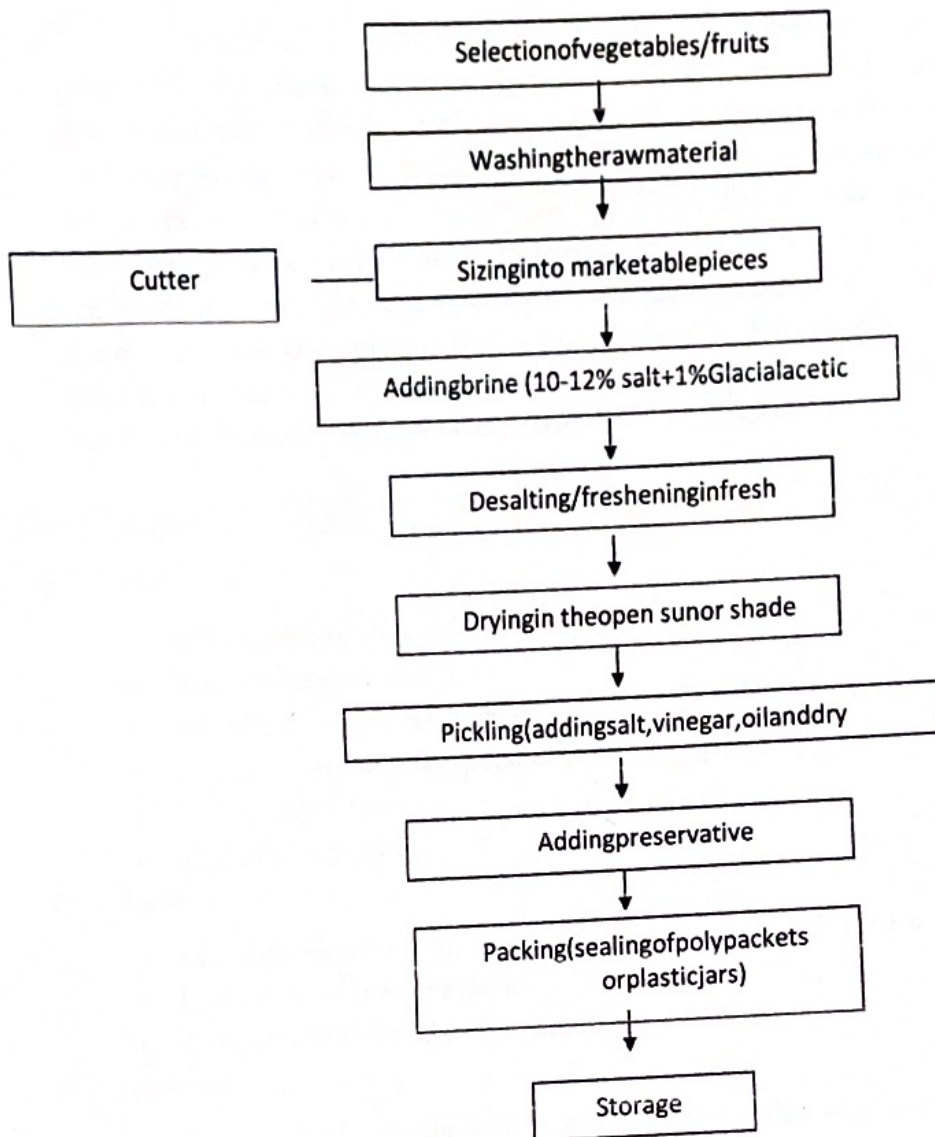 Selectionofvegetables/fruits
Washingtherawmaterial
Cutter
Sizinginto marketablepieces
Addingbrine (10-12% salt+1%Glacialacetic
Desalting/fresheninginfresh
Dryingin theopen sunor shade
Pickling(addingsalt,vinegar,oilanddry
Addingpreservative
Packing(sealingofpolypackets
orplasticjars)
Storage